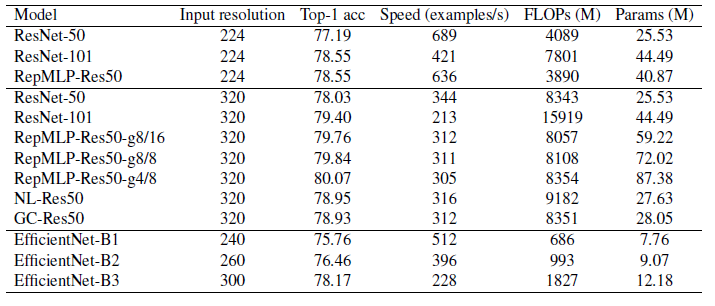 Model Input resolution Top-1 acc Speed (examples/s) FLOPs (M) Params (M)
ResNet-50 224 77.19 689 4089 25.53
ResNet-101 224 78.55 421 7801 44.49
RepMLP-Res50 224 78.55 636 3890 40.87
ResNet-50 320 78.03 344 8343 25.53
ResNet-101 320 79.40 213 15919 44.49
RepMLP-Res50-g8/16 320 79.76 312 8057 59.22
RepMLP-Res50-g8/8 320 79.84 311 8108 72.02
RepMLP-Res50-g4/8 320 80.07 305 8354 87.38
NL-Res50 320 78.95 316 9182 27.63
GC-Res50 320 78.93 312 8351 28.05
EfficientNet-B1 240 75.76 512 686 7.76
EfficientNet-B2 260 76.46 396 993 9.07
EfficientNet-B3 300 78.17 228 1827 12.18